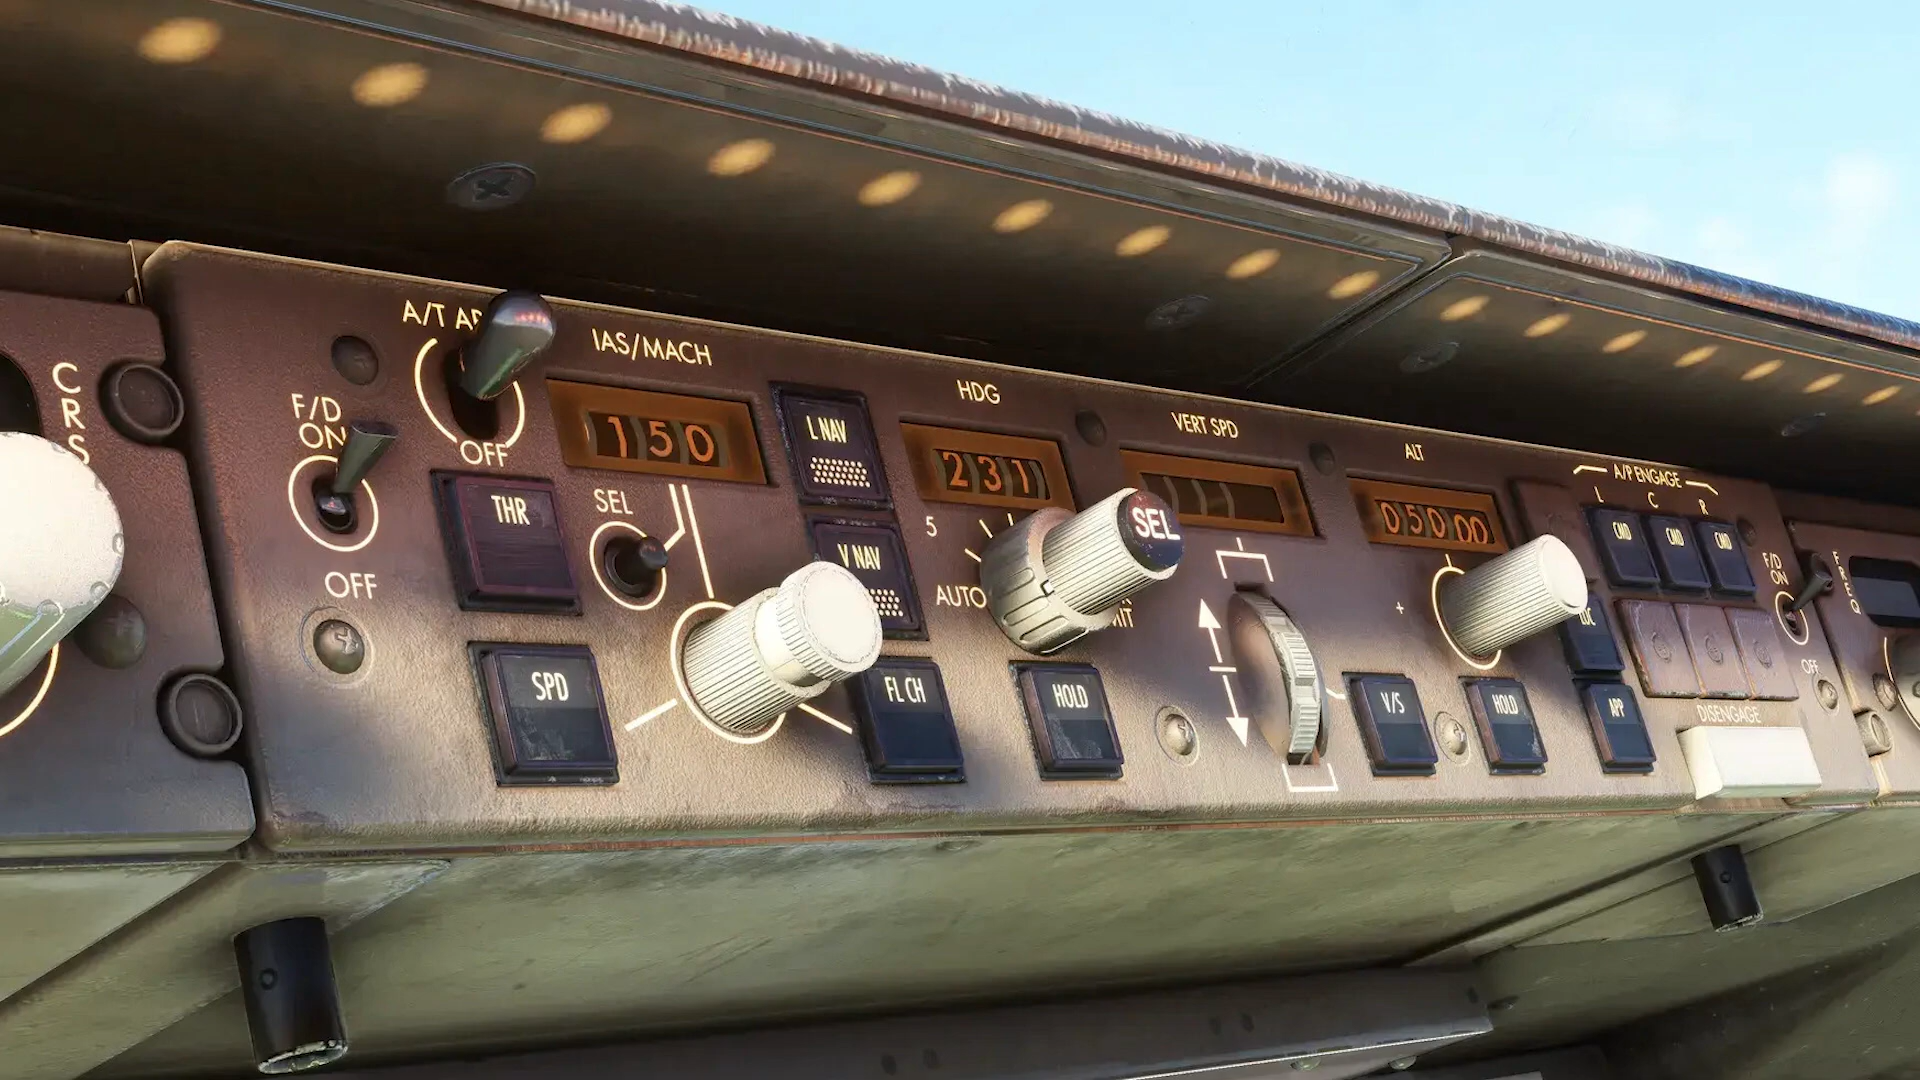 CRS
F/D
ON
OFF
A/T
OFF
THR
SPD
IAS/MACH
150
SEL
L NAV
V NAV
FL CH
HDG
231
5
AUTO
SEL
HOLD
VERT SPD
V/S
ALT
05000
+
HOLD
A/P ENGAGE
L
C
R
CMD
CMD
CMD
LOC
APP
DISENGAGE
F/D
ON
OFF
FREQ